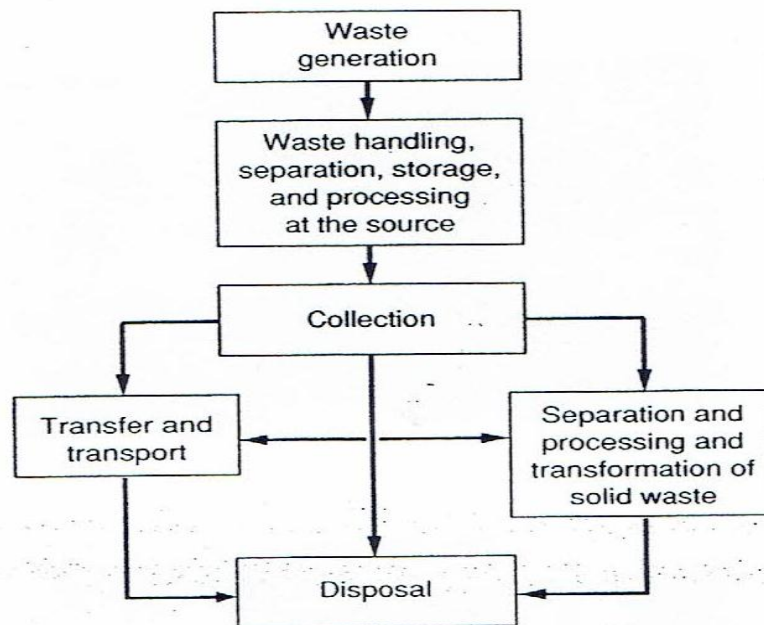 Waste
generation
Waste handling,
separation, storage,
and processing
at the source
Collection
Transfer and
transport
Separation and
processing and
transformation of
solid waste
Disposal